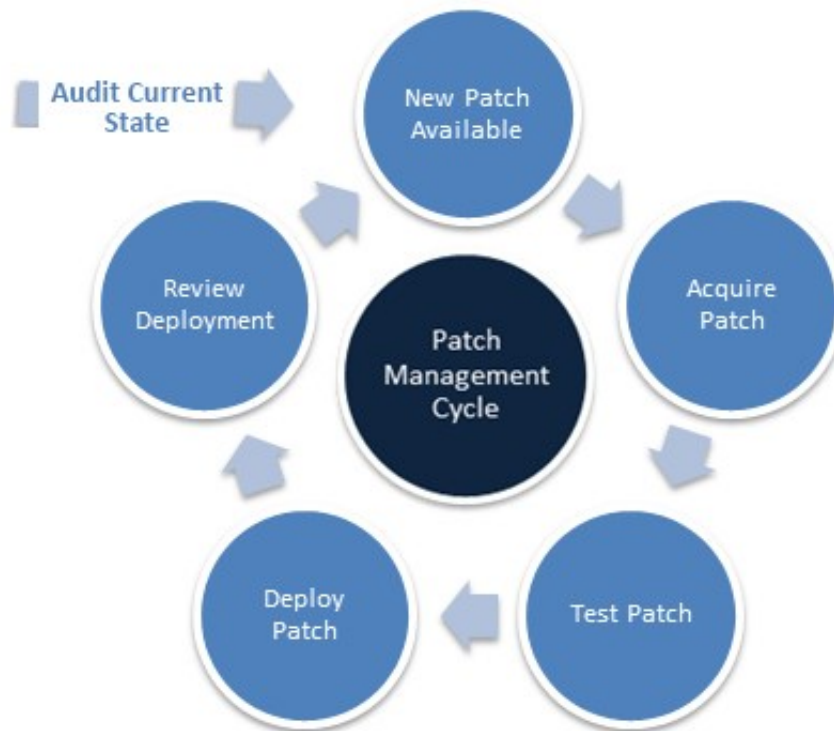 Audit Current
State
New Patch
Available
Acquire
Patch
Test Patch
Deploy
Patch
Review
Deployment
Patch
Management
Cycle